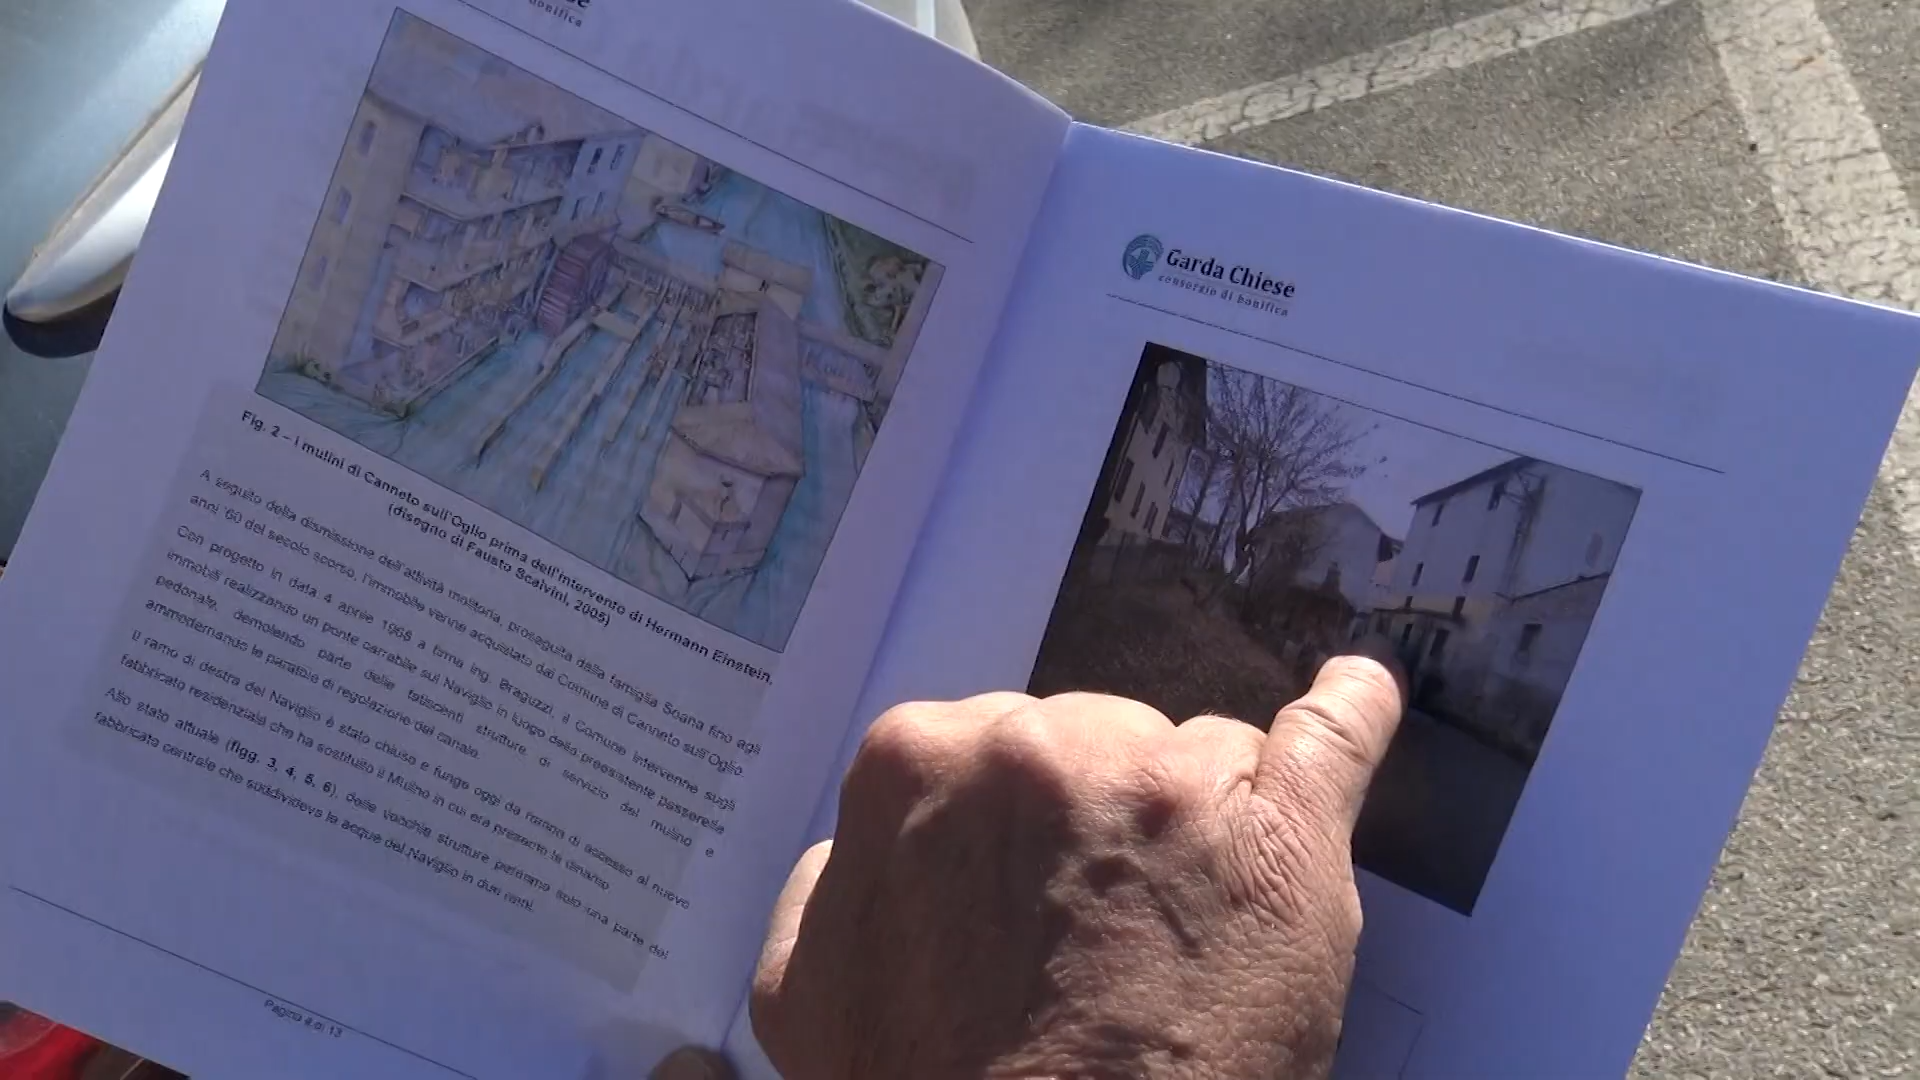 bonifica
Fig. 2 – I mulini di Canneto sull'Oglio prima dell'intervento di Hermann Einstein.
(disegno di Fausto Scalvini, 2005)
A seguito della dismissione dell'attività molitoria, proseguita dalla famiglia Soana fino agli
anni '60 del secolo scorso, l'immobile venne acquistato dal Comune di Canneto sull'Oglio.
Con progetto in data 4 aprile 1968 a firma ing. Braguzzi, il Comune intervenne sugli
immobili realizzando un ponte carrabile sul Naviglio in luogo della preesistente passerella
pedonale, demolendo parte delle fatiscenti strutture di servizio del mulino e
ammodernando le paratoie di regolazione del canale.
Il ramo di destra del Naviglio è stato chiuso e funge oggi da rampa di accesso al nuovo
fabbricato residenziale che ha sostituito il Mulino in cui era presente la dinamo.
Allo stato attuale (figg. 3, 4, 5, 6), delle vecchie strutture permane solo una parte del
fabbricato centrale che suddivideva le acque del Naviglio in due rami.
Pagina 4 di 13
Garda Chiese
consorzio di bonifica